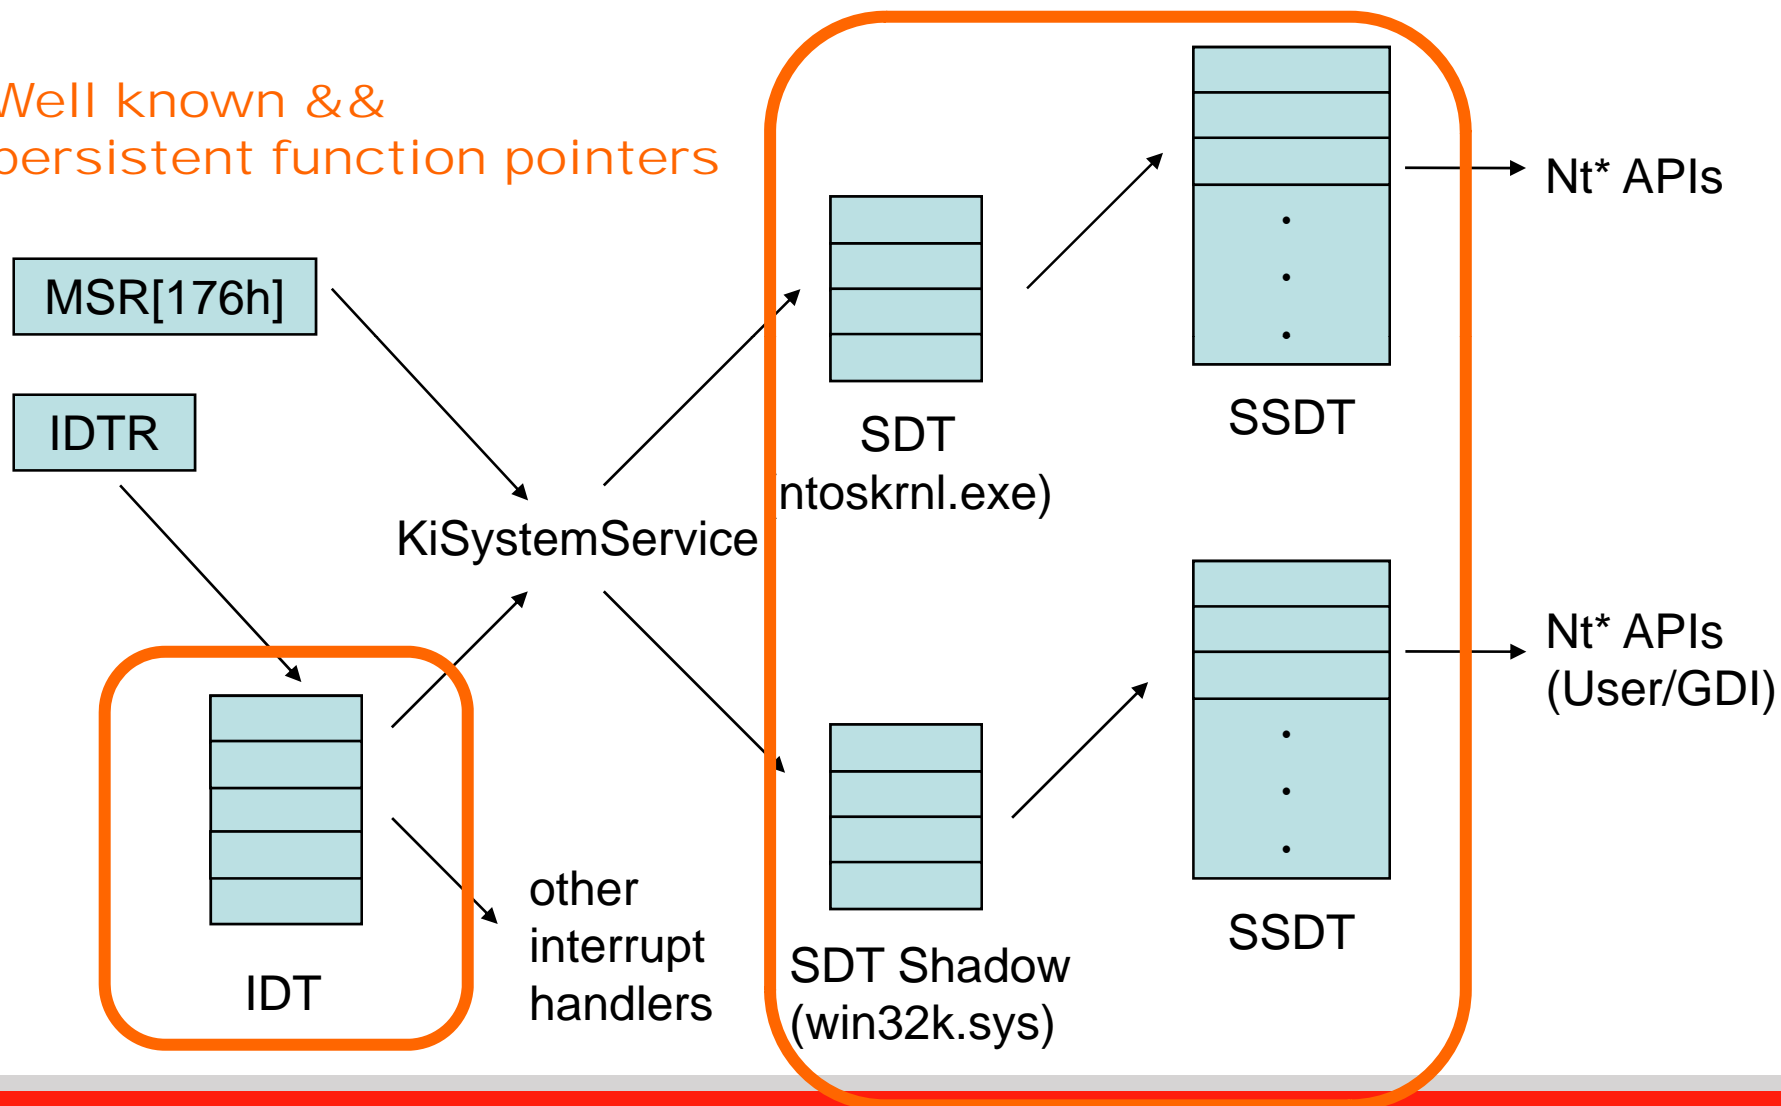 Well known &&
persistent function pointers
MSR[176h]
IDTR
KiSystemService
IDT
other
interrupt
handlers
SDT
(ntoskrnl.exe)
SDT Shadow
(win32k.sys)
SSDT
SSDT
Nt* APIs
Nt* APIs
(User/GDI)